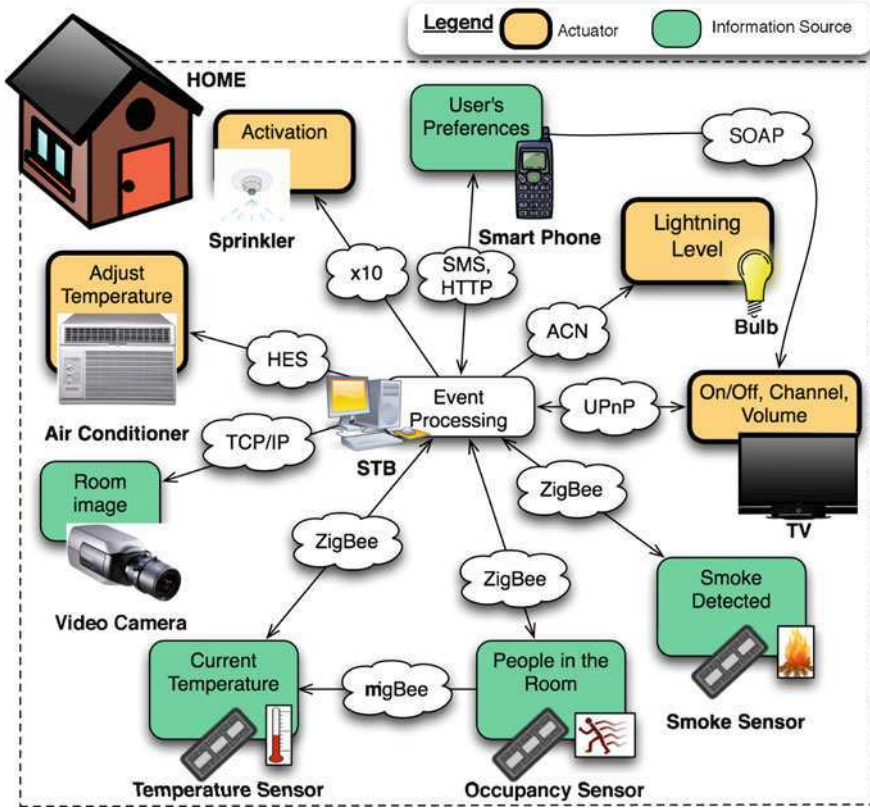 Legend
Actuator
Information Source
HOME
Activation
Sprinkler
User's
Preferences
Smart Phone
SOAP
Lightning
Level
Bulb
Adjust
Temperature
Air Conditioner
x10
SMS,
HTTP
ACN
HES
Event
Processing
STB
UPnP
On/Off, Channel,
Volume
TV
TCP/IP
Room
image
Video Camera
ZigBee
ZigBee
ZigBee
Smoke
Detected
Smoke Sensor
Current
Temperature
Temperature Sensor
migBee
People in the
Room
Occupancy Sensor